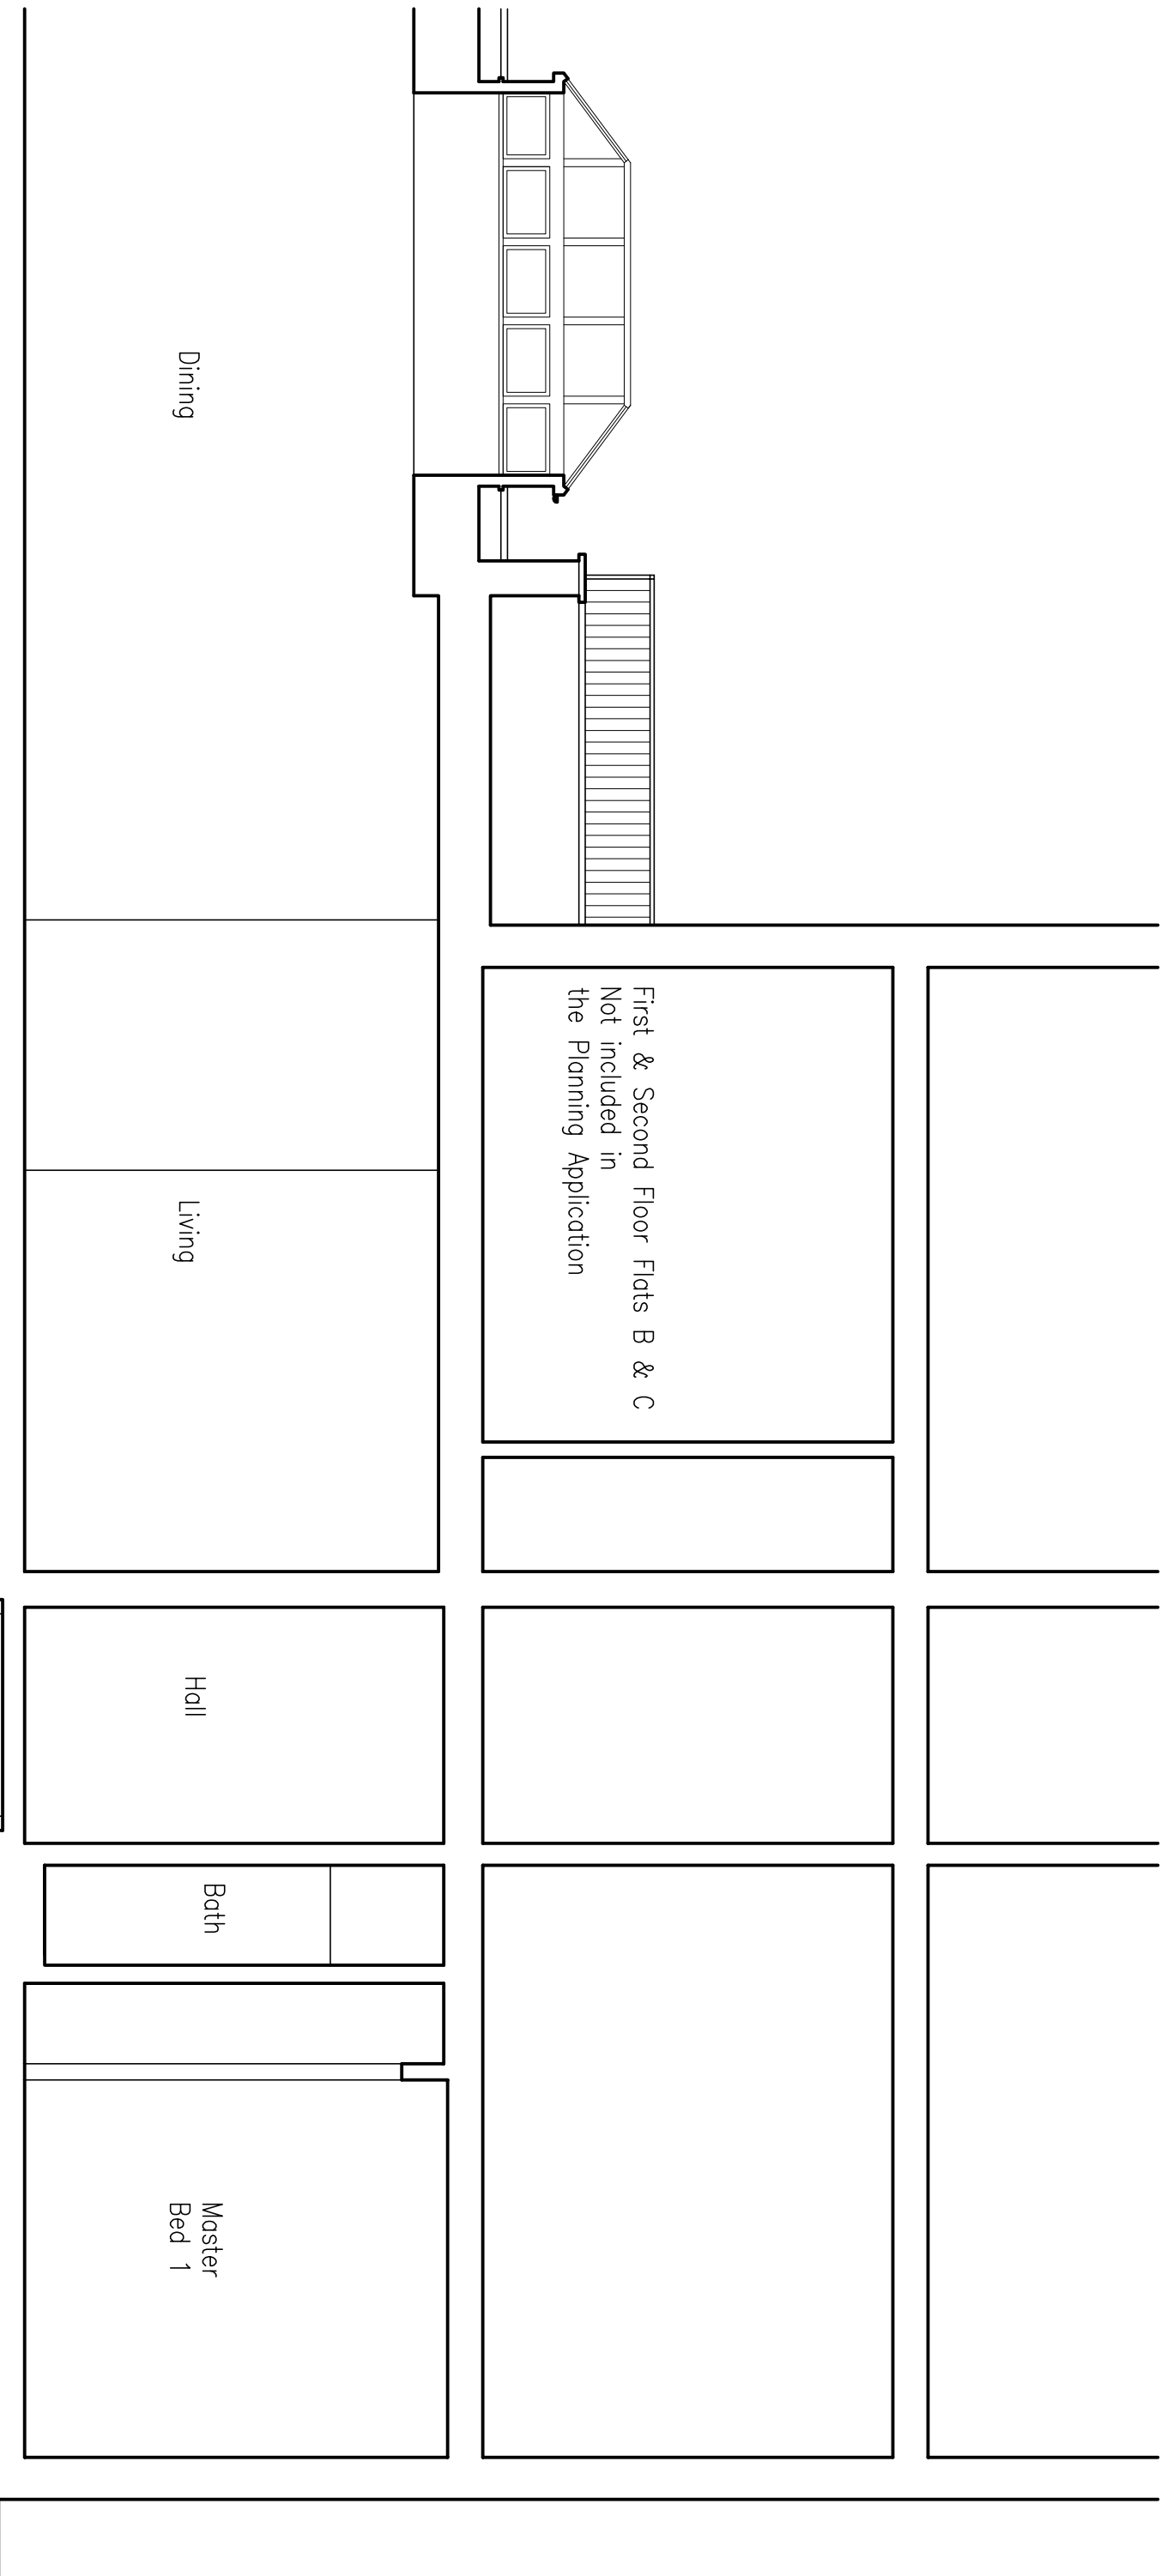 First & Second Floor Flats B & C
Not included in
the Planning Application
Dining
Living
Hall
Bath
Master
Bed 1